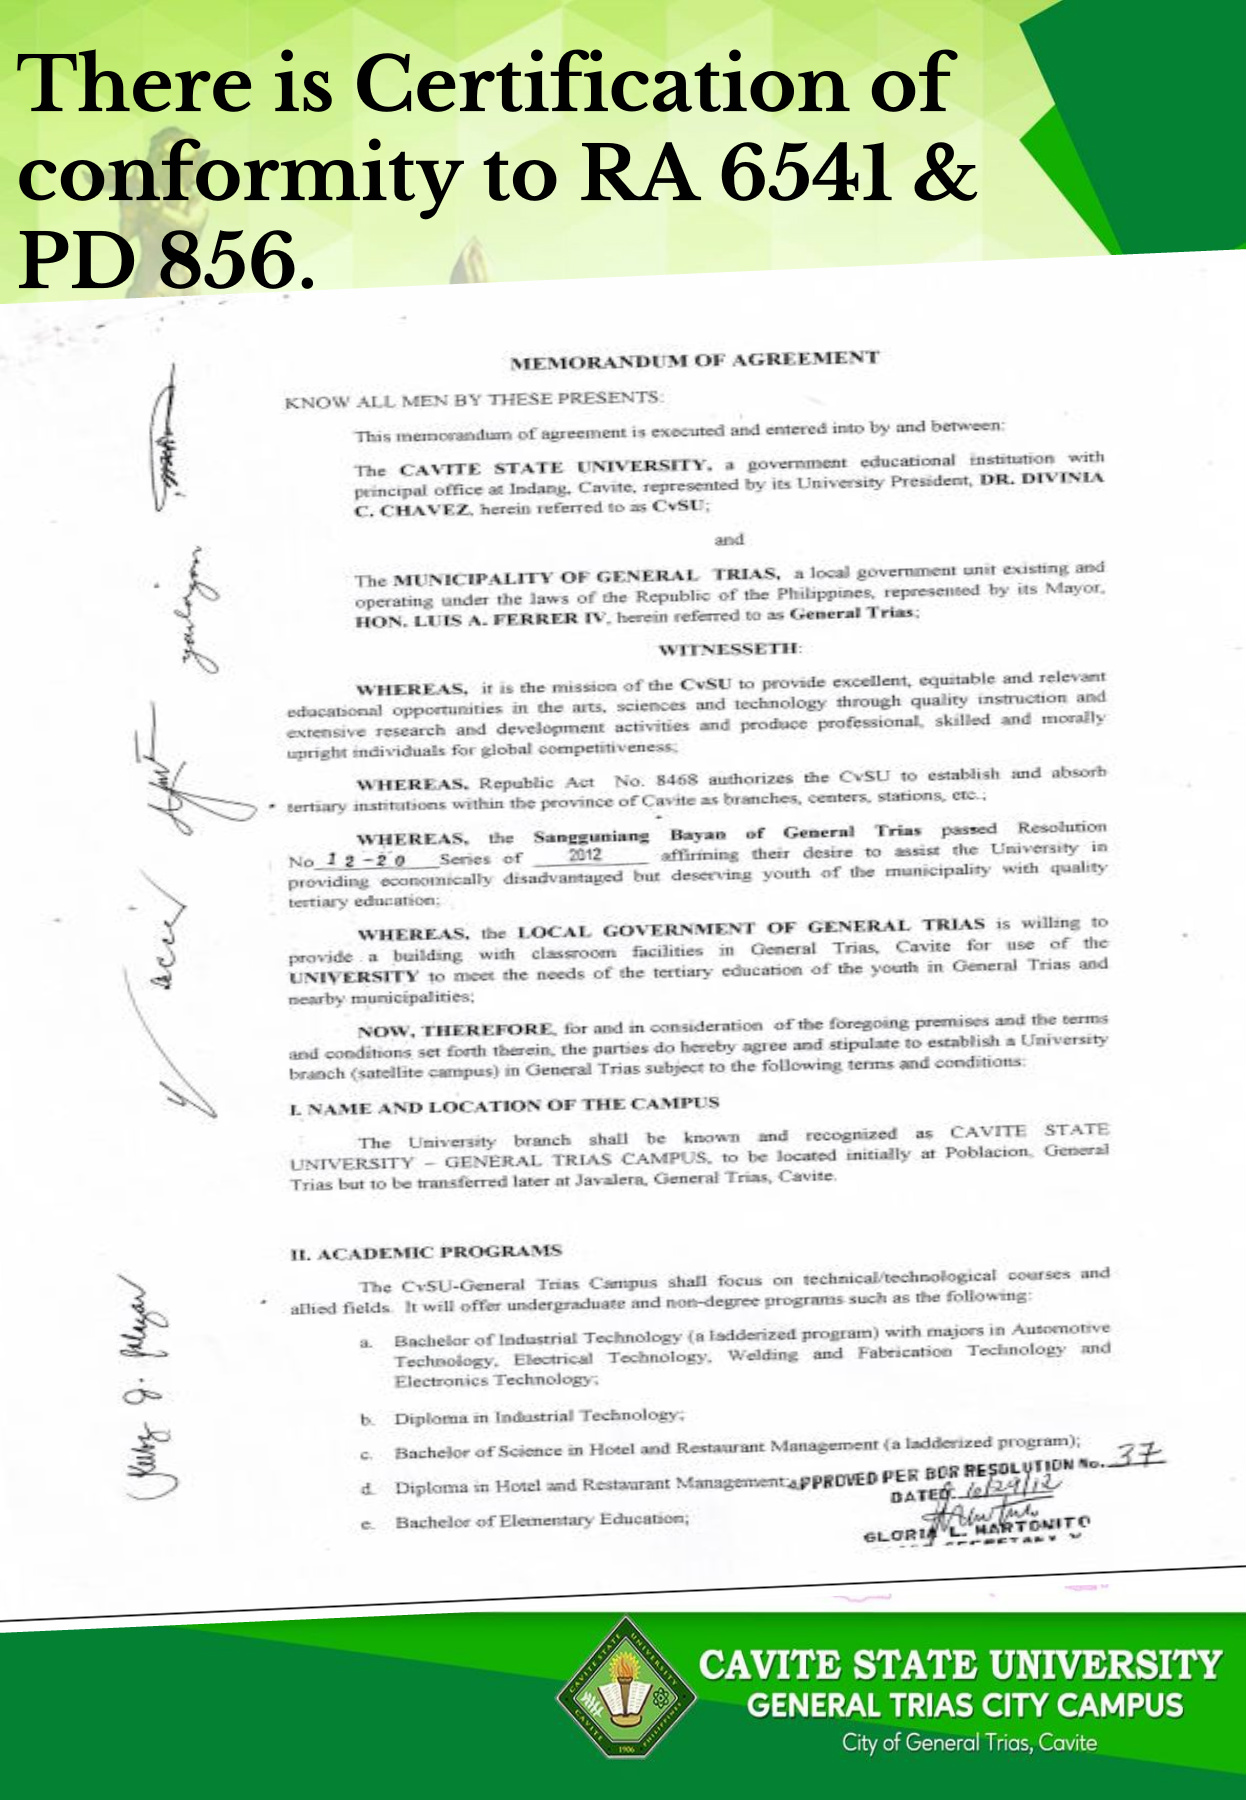 There is Certification of
conformity to RA 6541 &
PD 856.
MEMORANDUM OF AGREEMENT
KNOW ALL MEN BY THESE PRESENTS:
This memorandum of agreement is executed and entered into by and between:
The CAVITE STATE UNIVERSITY, a government educational institution with
principal office at Indang, Cavite, represented by its University President, DR. DIVINIA
C. CHAVEZ, herein referred to as CvSU;
and
The MUNICIPALITY OF GENERAL TRIAS, a local government unit existing and
operating under the laws of the Republic of the Philippines, represented by its Mayor,
HON. LUIS A. FERRER IV, herein referred to as General Trias;
WITNESSETH:
WHEREAS, it is the mission of the CvSU to provide excellent, equitable and relevant
educational opportunities in the arts, sciences and technology through quality instruction and
extensive research and development activities and produce professional, skilled and morally
upright individuals for global competitiveness;
WHEREAS, Republic Act No. 8468 authorizes the CvSU to establish and absorb
tertiary institutions within the province of Cavite as branches, centers, stations, etc.;
WHEREAS, the Sangguniang Bayan of General Trias passed Resolution
No 12-20 Series of 2012 affirining their desire to assist the University in
providing economically disadvantaged but deserving youth of the municipality with quality
tertiary education;
WHEREAS, the LOCAL GOVERNMENT OF GENERAL TRIAS is willing to
provide a building with classroom facilities in General Trias, Cavite for use of the
UNIVERSITY to meet the needs of the tertiary education of the youth in General Trias and
nearby municipalities;
NOW, THEREFORE, for and in consideration of the foregoing premises and the terms
and conditions set forth therein, the parties do hereby agree and stipulate to establish a University
branch (satellite campus) in General Trias subject to the following terms and conditions:
I. NAME AND LOCATION OF THE CAMPUS
The University branch shall be known and recognized as CAVITE STATE
UNIVERSITY – GENERAL TRIAS CAMPUS, to be located initially at Poblacion, General
Trias but to be transferred later at Javalera, General Trias, Cavite.
II. ACADEMIC PROGRAMS
The CvSU-General Trias Campus shall focus on technical/technological courses and
allied fields. It will offer undergraduate and non-degree programs such as the following:
a. Bachelor of Industrial Technology (a ladderized program) with majors in Automotive
Technology, Electrical Technology, Welding and Fabrication Technology and
Electronics Technology;
b. Diploma in Industrial Technology;
c. Bachelor of Science in Hotel and Restaurant Management (a ladderized program);
d. Diploma in Hotel and Restaurant Management;
APPROVED PER BOR RESOLUTION No. 37
DATED 6/29/12
e. Bachelor of Elementary Education;
GLORIA L. MARTONITO
CAVITE STATE UNIVERSITY
CAVITE
PHILIPPINES
1906
CAVITE STATE UNIVERSITY
GENERAL TRIAS CITY CAMPUS
City of General Trias, Cavite